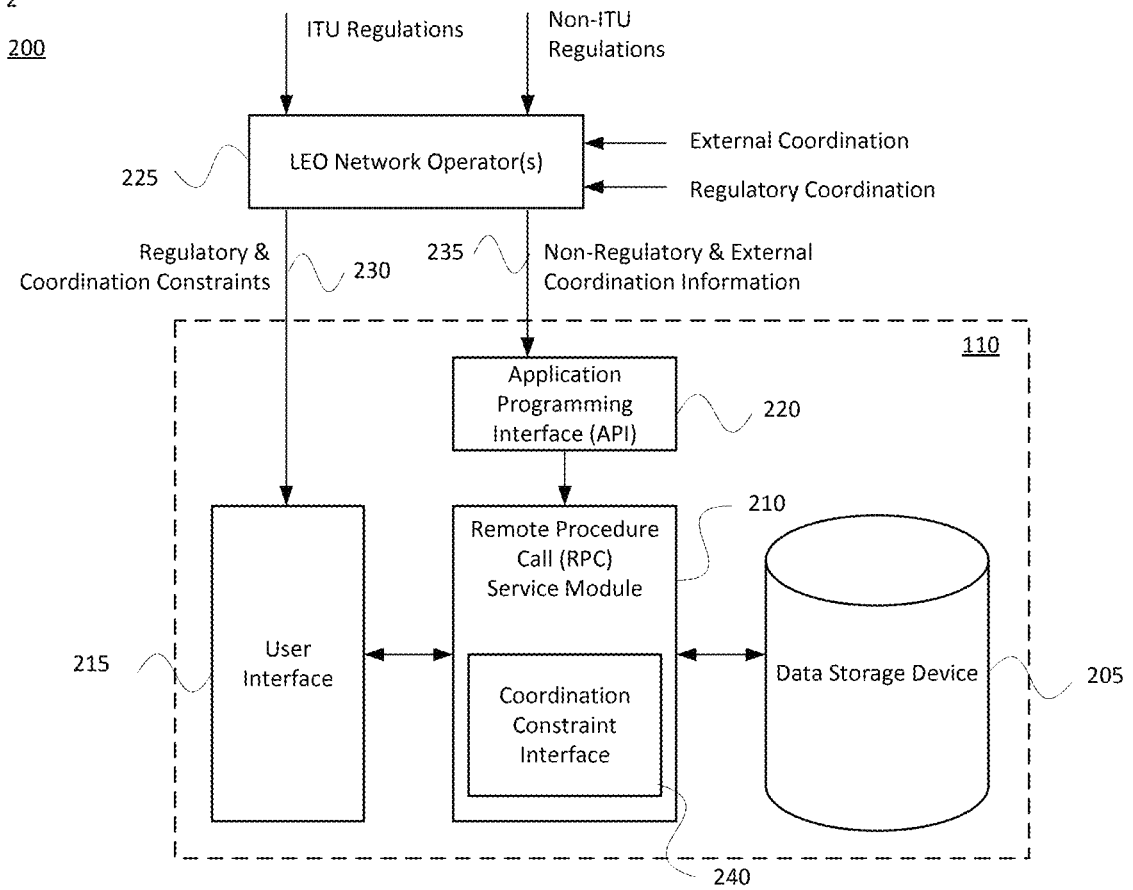 2
200
ITU Regulations
Non-ITU
Regulations
LEO Network Operator(s)
External Coordination
Regulatory Coordination
225
Regulatory &
Coordination Constraints
230
235
Non-Regulatory & External
Coordination Information
110
Application
Programming
Interface (API)
220
210
Remote Procedure
Call (RPC)
Service Module
User
Interface
215
Coordination
Constraint
Interface
Data Storage Device
205
240